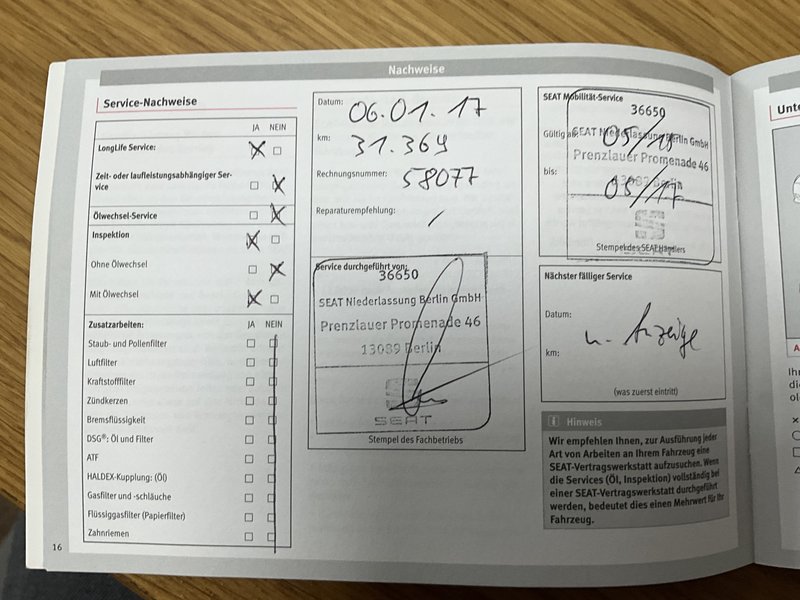 Nachweise
Service-Nachweise
JA NEIN
LongLife Service:
Zeit- oder laufleistungsabhängiger Ser-
vice
Ölwechsel-Service
Inspektion
Ohne Ölwechsel
Mit Ölwechsel
Zusatzarbeiten: JA NEIN
Staub- und Pollenfilter
Luftfilter
Kraftstofffilter
Zündkerzen
Bremsflüssigkeit
DSG®: Öl und Filter
ATF
HALDEX-Kupplung: (Öl)
Gasfilter und -schläuche
Flüssiggasfilter (Papierfilter)
Zahnriemen
16
Datum: 06.01.17
km: 31.364
Rechnungsnummer: 58077
Reparaturempfehlung: /
Service durchgeführt von:
36650
SEAT Niederlassung Berlin GmbH
Prenzlauer Promenade 46
13089 Berlin
SEAT
Stempel des Fachbetriebs
SEAT Mobilität-Service
36650
Gültig ab:
SEAT Niederlassung Berlin GmbH
Prenzlauer Promenade 46
bis:
13089 Berlin
Stempel des SEAT Händlers
Nächster fälliger Service
Datum:
n. Anzeige
km:
(was zuerst eintritt)
i Hinweis
Wir empfehlen Ihnen, zur Ausführung jeder
Art von Arbeiten an Ihrem Fahrzeug eine
SEAT-Vertragswerkstatt aufzusuchen. Wenn
die Services (Öl, Inspektion) vollständig bei
einer SEAT-Vertragswerkstatt durchgeführt
werden, bedeutet dies einen Mehrwert für Ihr
Fahrzeug.